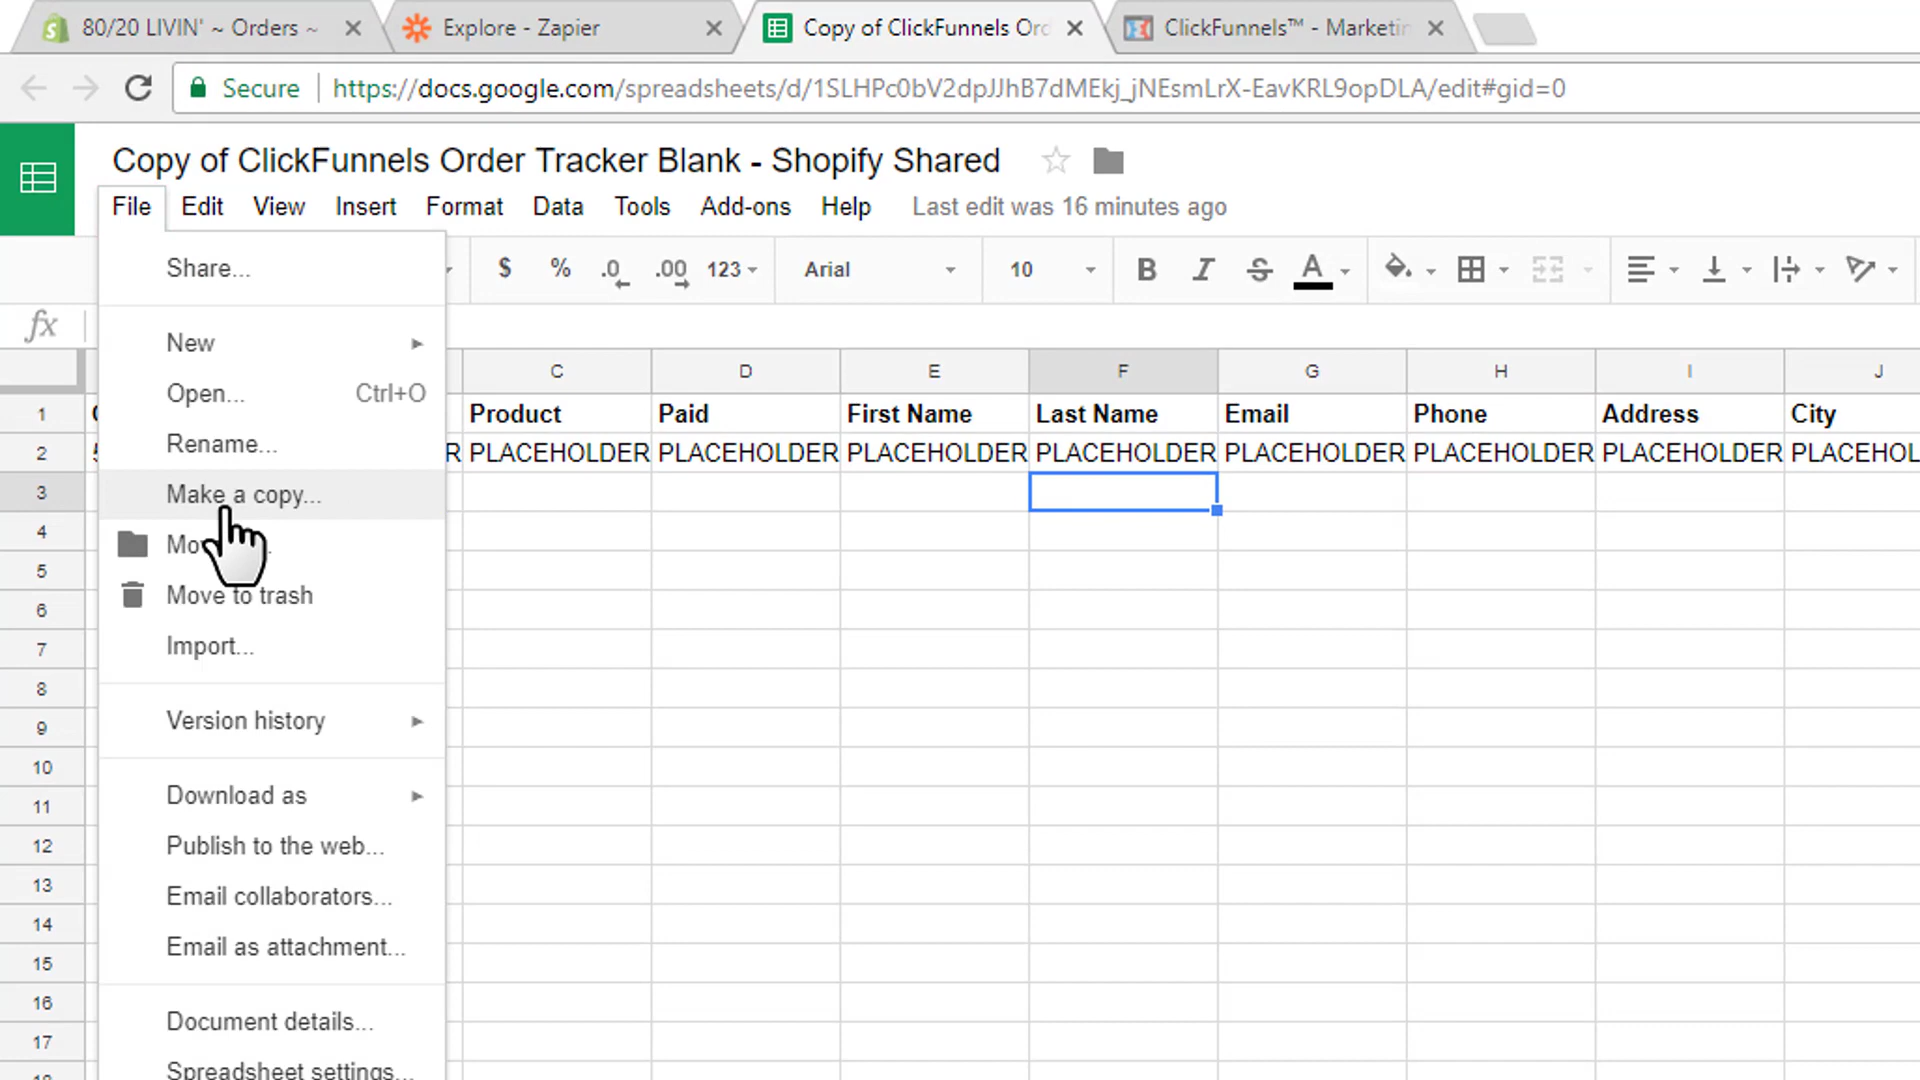 80/20 LIVIN' ~ Orders ~
Explore - Zapier
Copy of ClickFunnels Ord
ClickFunnels™ - Marketin
Secure
https://docs.google.com/spreadsheets/d/1SLHPc0bV2dpJJhB7dMEkj_jNEsmLrX-EavKRL9opDLA/edit#gid=0
Copy of ClickFunnels Order Tracker Blank - Shopify Shared
File Edit View Insert Format Data Tools Add-ons Help Last edit was 16 minutes ago
$ % .0 .00 123 Arial 10 B I S A
fx
Share...
New
Open... Ctrl+O
Rename...
Make a copy...
Move to trash
Import...
Version history
Download as
Publish to the web...
Email collaborators...
Email as attachment...
Document details...
Spreadsheet settings...
C D E F G H I J
1 Product Paid First Name Last Name Email Phone Address City
2 R PLACEHOLDER PLACEHOLDER PLACEHOLDER PLACEHOLDER PLACEHOLDER PLACEHOLDER PLACEHOLDER PLACEHOL
3
4
5
6
7
8
9
10
11
12
13
14
15
16
17
18